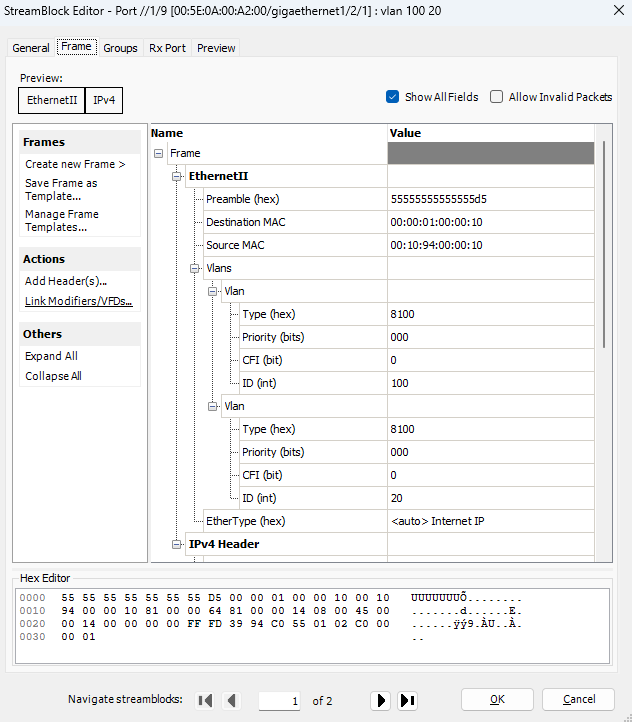 StreamBlock Editor - Port //1/9 [00:5E:0A:00:A2:00/gigaethernet1/2/1] : vlan 100 20
General Frame Groups Rx Port Preview
Preview:
EthernetII IPv4
Show All Fields Allow Invalid Packets
Frames
Create new Frame >
Save Frame as
Template...
Manage Frame
Templates...
Actions
Add Header(s)...
Link Modifiers/VFDs...
Others
Expand All
Collapse All
Name Value
Frame
EthernetII
Preamble (hex) 55555555555555d5
Destination MAC 00:00:01:00:00:10
Source MAC 00:10:94:00:00:10
Vlans
Vlan
Type (hex) 8100
Priority (bits) 000
CFI (bit) 0
ID (int) 100
Vlan
Type (hex) 8100
Priority (bits) 000
CFI (bit) 0
ID (int) 20
EtherType (hex) <auto> Internet IP
IPv4 Header
Hex Editor
0000 55 55 55 55 55 55 55 D5 00 00 01 00 00 10 00 10 UUUUUUUÕ........
0010 94 00 00 10 81 00 00 64 81 00 00 14 08 00 45 00 .......d......E.
0020 00 14 00 00 00 00 FF FD 39 94 C0 55 01 02 C0 00 ......ÿý9.ÀU..À.
0030 00 01 ..
Navigate streamblocks: 1 of 2 OK Cancel